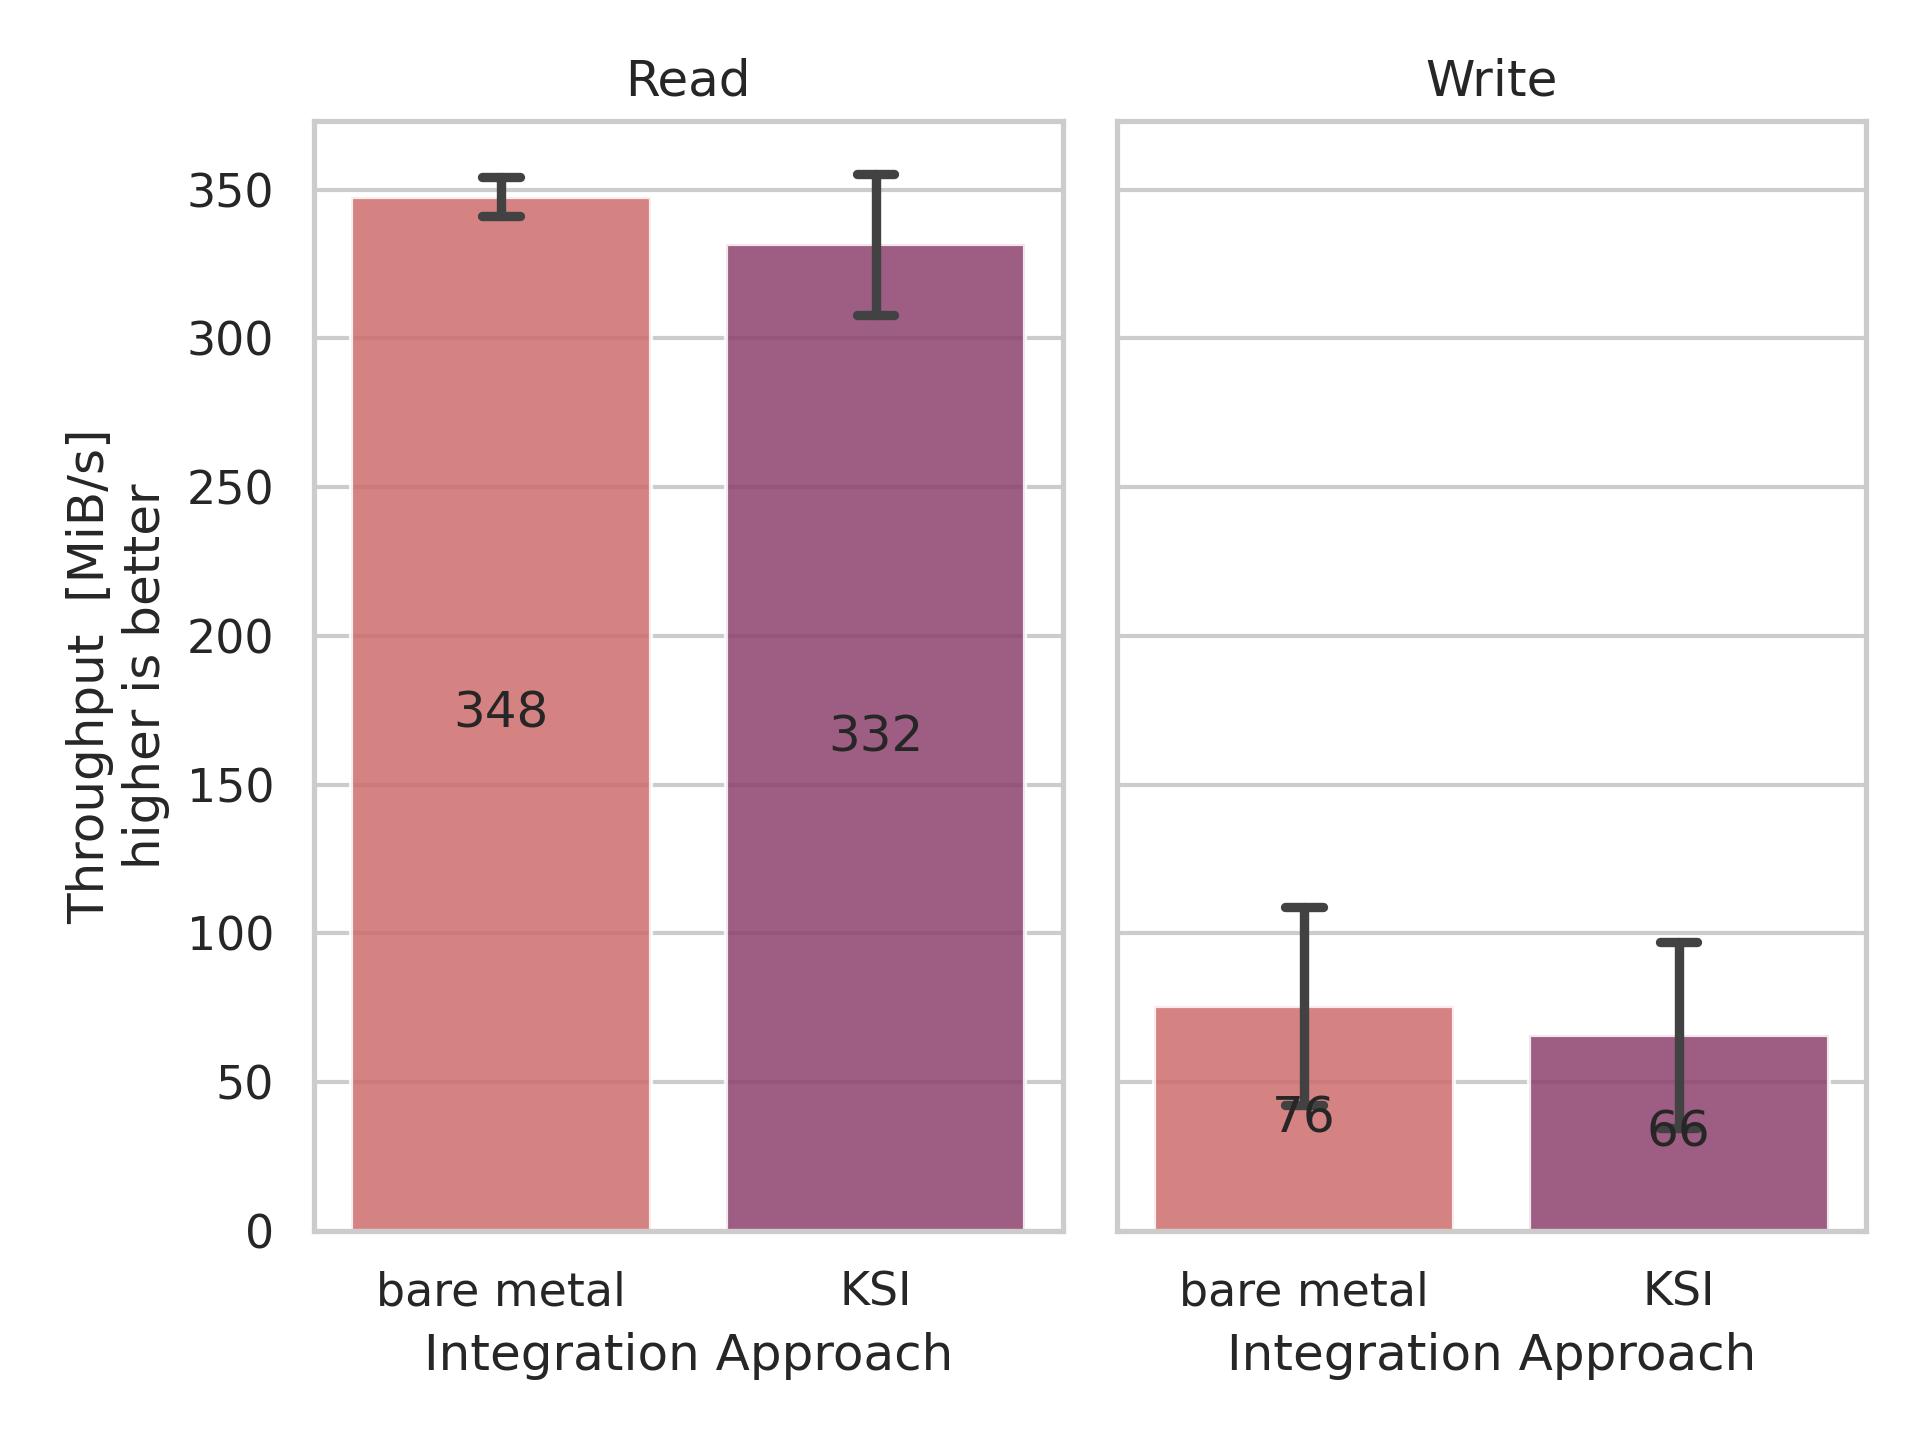 Read
Write
Throughput [MiB/s]
higher is better
350
300
250
200
150
100
50
0
348
332
76
66
bare metal
KSI
bare metal
KSI
Integration Approach
Integration Approach